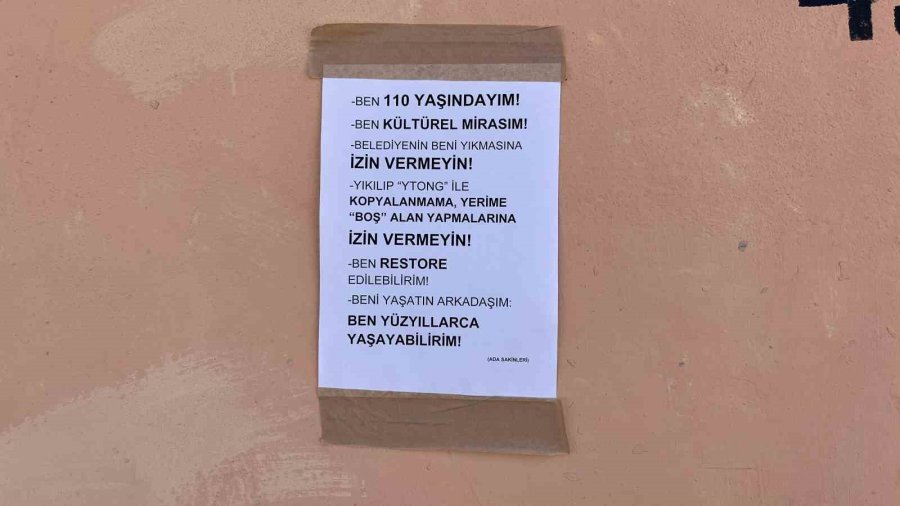 -BEN 110 YAŞINDAYIM!
-BEN KÜLTÜREL MİRASIM!
-BELEDİYENİN BENİ YIKMASINA
İZİN VERMEYİN!
-YIKILIP “YTONG” İLE
KOPYALANMAMA, YERİME
“BOŞ” ALAN YAPMALARINA
İZİN VERMEYİN!
-BEN RESTORE
EDİLEBİLİRİM!
-BENİ YAŞATIN ARKADAŞIM:
BEN YÜZYILLARCA
YAŞAYABİLİRİM!
(ADA SAKİNLERİ)